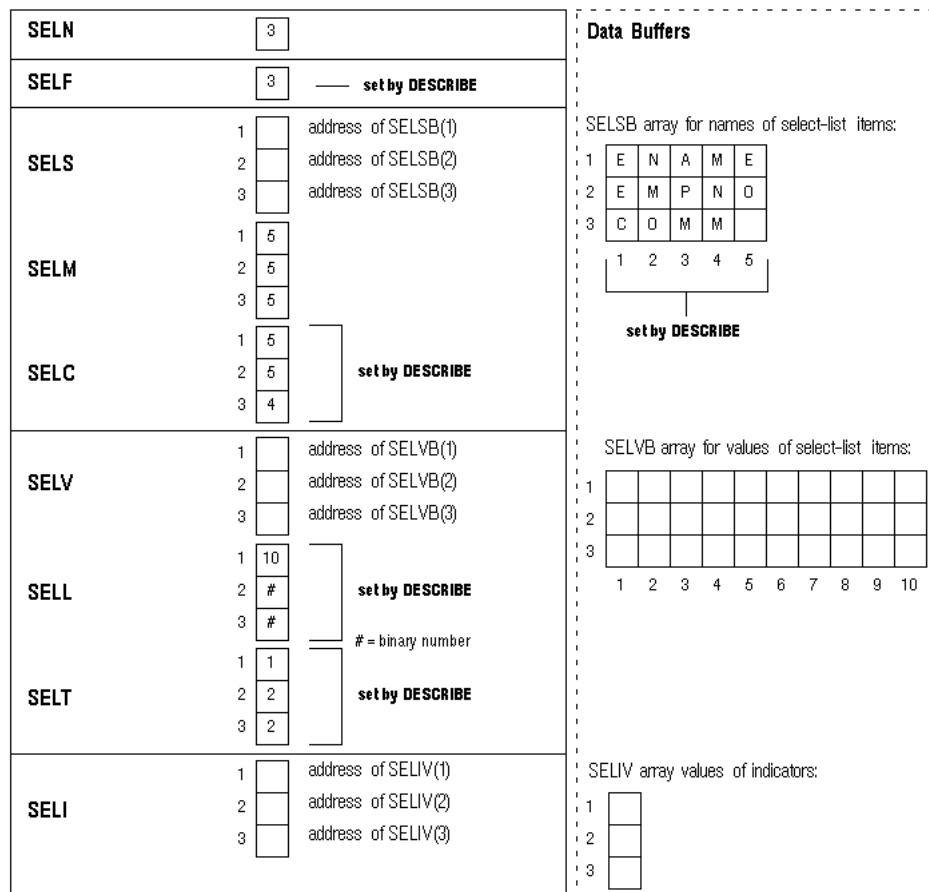 SELN 3
SELF 3 set by DESCRIBE
SELS
1 address of SELSB(1)
2 address of SELSB(2)
3 address of SELSB(3)
SELM
1 5
2 5
3 5
SELC
1 5
2 5
3 4
set by DESCRIBE
SELV
1 address of SELVB(1)
2 address of SELVB(2)
3 address of SELVB(3)
SELL
1 10
2 #
3 #
set by DESCRIBE
# = binary number
SELT
1 1
2 2
3 2
set by DESCRIBE
SELI
1 address of SELIV(1)
2 address of SELIV(2)
3 address of SELIV(3)
Data Buffers
SELSB array for names of select-list items:
1 E N A M E
2 E M P N O
3 C O M M
1 2 3 4 5
set by DESCRIBE
SELVB array for values of select-list items:
1
2
3
1 2 3 4 5 6 7 8 9 10
SELIV array values of indicators:
1
2
3